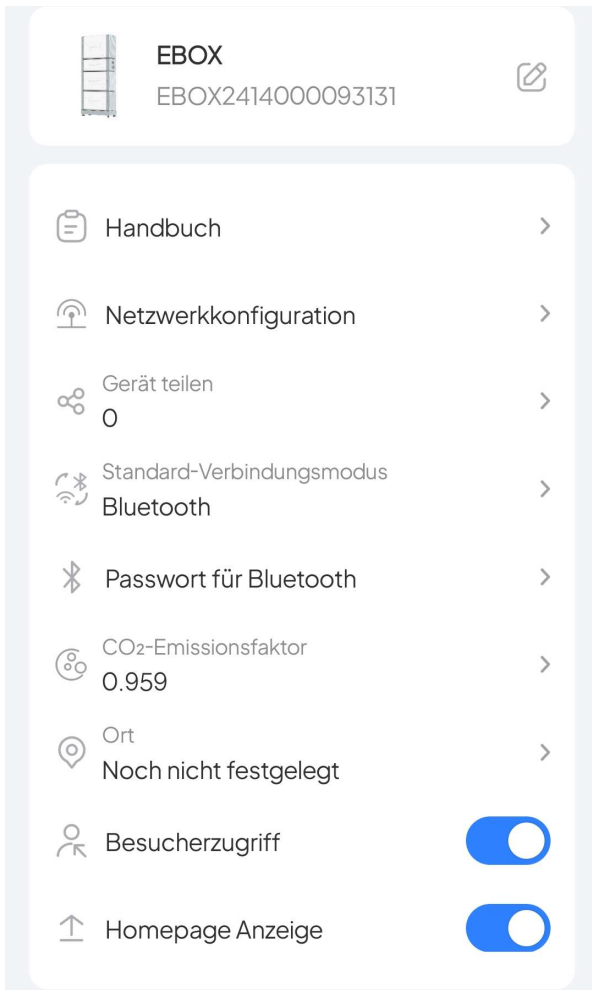 EBOX
EBOX2414000093131
Handbuch
Netzwerkkonfiguration
Gerät teilen
0
Standard-Verbindungsmodus
Bluetooth
Passwort für Bluetooth
CO₂-Emissionsfaktor
0.959
Ort
Noch nicht festgelegt
Besucherzugriff
Homepage Anzeige